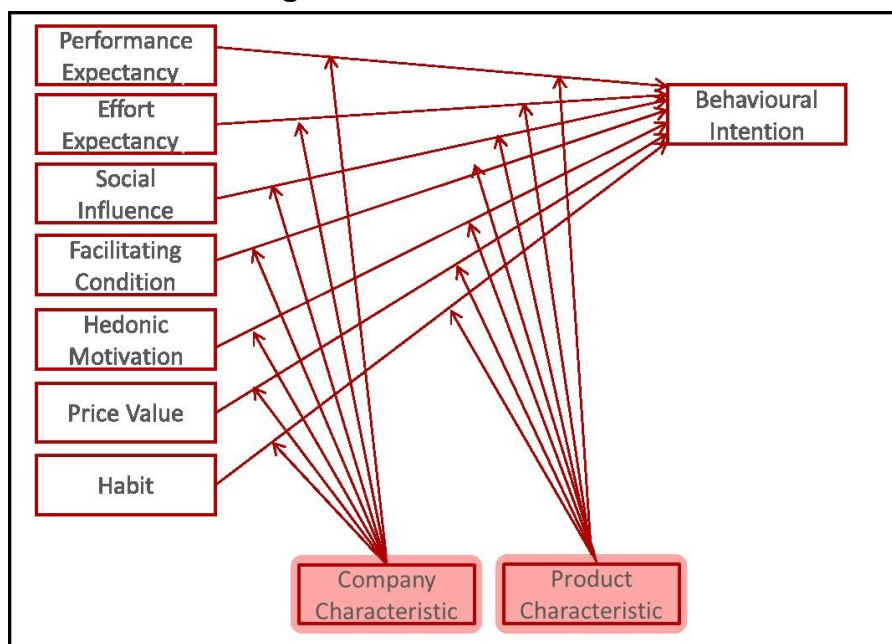 Performance
Expectancy
Effort
Expectancy
Social
Influence
Facilitating
Condition
Hedonic
Motivation
Price Value
Habit
Behavioural
Intention
Company
Characteristic
Product
Characteristic